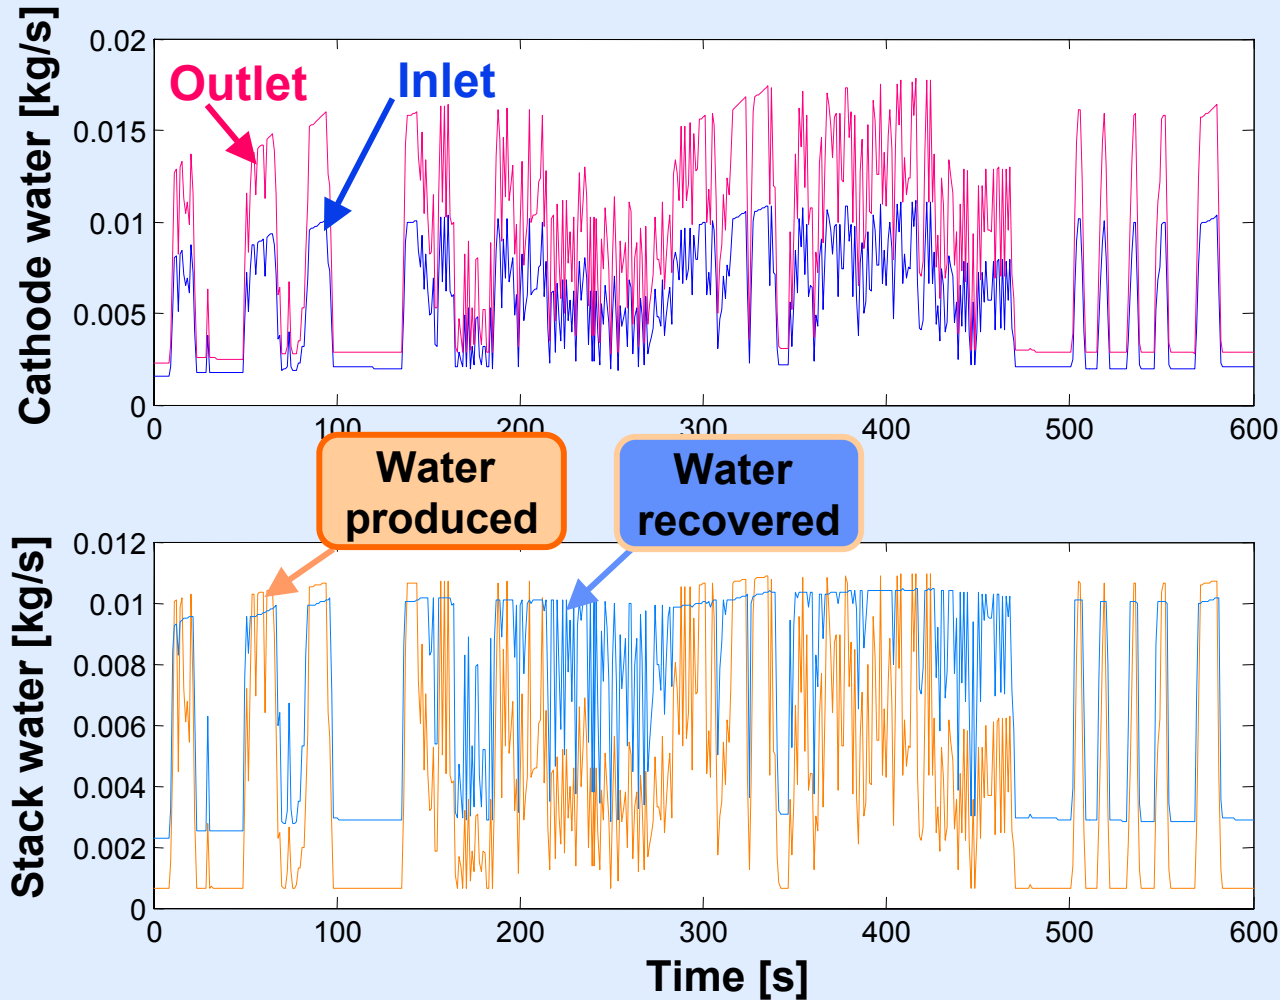 Cathode water [kg/s]
0.02
0.015
0.01
0.005
0
Outlet
Inlet
0 100 200 300 400 500 600
Water
produced
Water
recovered
Stack water [kg/s]
0.012
0.01
0.008
0.006
0.004
0.002
0
0 100 200 300 400 500 600
Time [s]